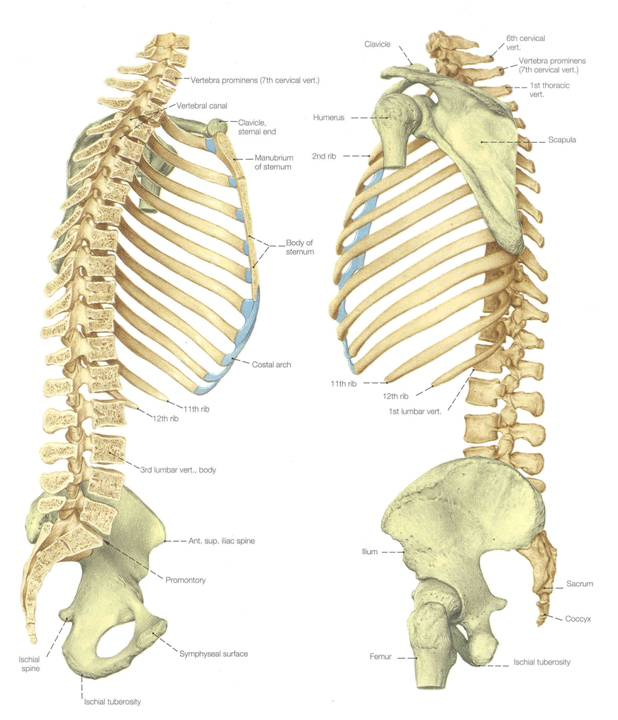 Vertebra prominens (7th cervical vert.)
Vertebral canal
Clavicle,
sternal end
Manubrium
of sternum
Body of
sternum
Costal arch
11th rib
12th rib
3rd lumbar vert., body
Ant. sup. iliac spine
Promontory
Symphyseal surface
Ischial
spine
Ischial tuberosity
Clavicle
6th cervical
vert.
Vertebra prominens
(7th cervical vert.)
1st thoracic
vert.
Humerus
Scapula
2nd rib
11th rib
12th rib
1st lumbar vert.
Ilium
Sacrum
Coccyx
Femur
Ischial tuberosity